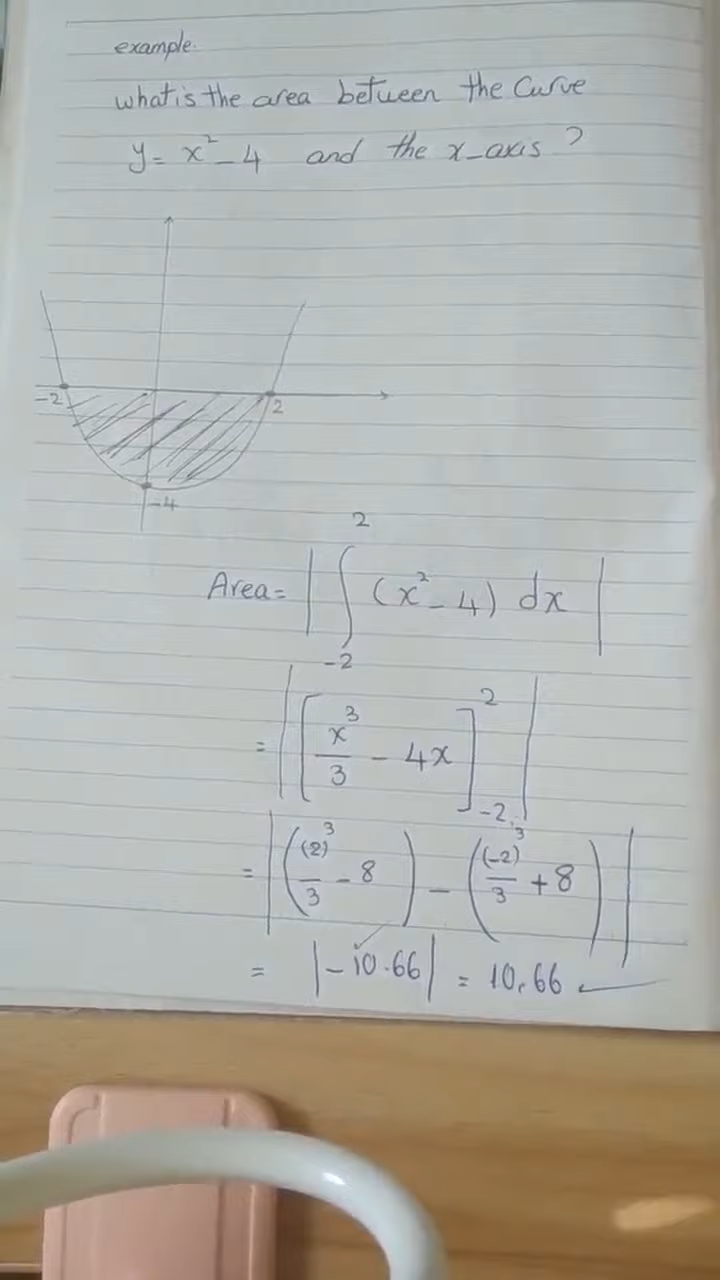 example.
what is the area between the curve
y = x² - 4 and the x-axis ?
-2
2
-4
Area = | ∫_{-2}^{2} (x² - 4) dx |
= | [ x³/3 - 4x ]_{-2}^{2} |
= | ( (2)³/3 - 8 ) - ( (-2)³/3 + 8 ) |
= |-10.66| = 10.66